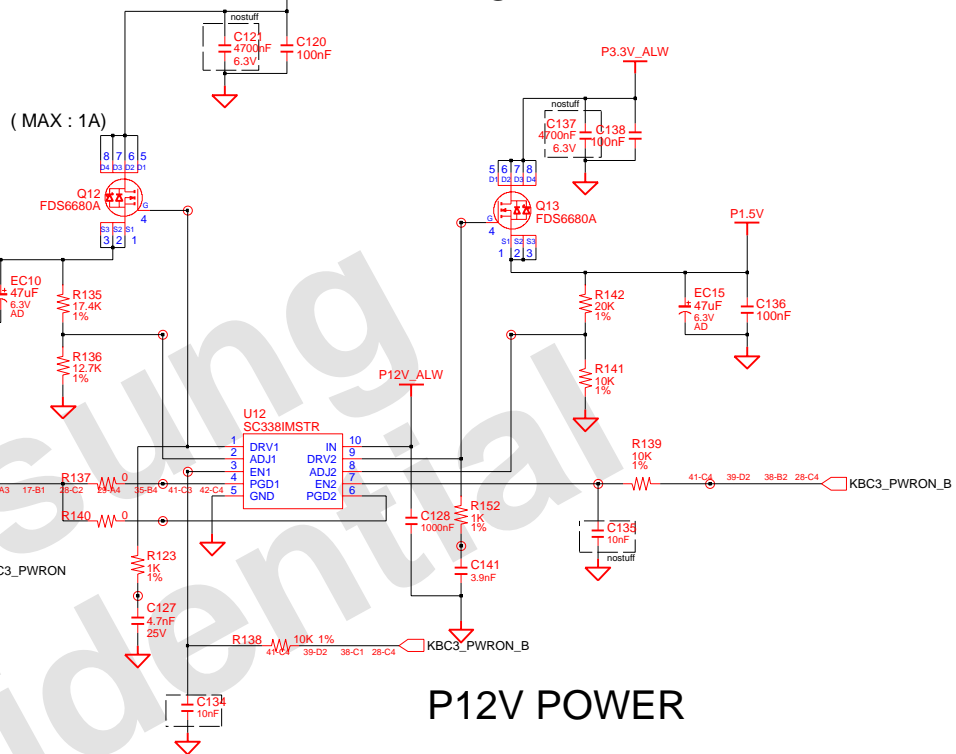 nostuff
C121
4700nF
6.3V
C120
100nF
P3.3V_ALW
( MAX : 1A)
nostuff
C137
4700nF
6.3V
C138
100nF
8 7 6 5
D4 D3 D2 D1
Q12
FDS6680A
G
4
S3 S2 S1
3 2 1
5 6 7 8
D1 D2 D3 D4
Q13
FDS6680A
G
4
S1 S2 S3
1 2 3
P1.5V
EC10
47uF
6.3V
AD
R135
17.4K
1%
R142
20K
1%
EC15
47uF
6.3V
AD
C136
100nF
R136
12.7K
1%
R141
10K
1%
P12V_ALW
U12
SC338IMSTR
1 DRV1 IN 10
2 ADJ1 DRV2 9
3 EN1 ADJ2 8
4 PGD1 EN2 7
5 GND PGD2 6
R139
10K
1%
41-C4 39-D2 38-B2 28-C4
KBC3_PWRON_B
R137 0
A3 17-B1 28-C2 29-A4 35-B4 41-C3 42-C4
R140 0
C128
1000nF
R152
1K
1%
C135
10nF
nostuff
C3_PWRON
R123
1K
1%
C141
3.9nF
C127
4.7nF
25V
R138 10K 1%
41-C4 39-D2 38-C1 28-C4
KBC3_PWRON_B
C134
10nF
P12V POWER
sung
idential